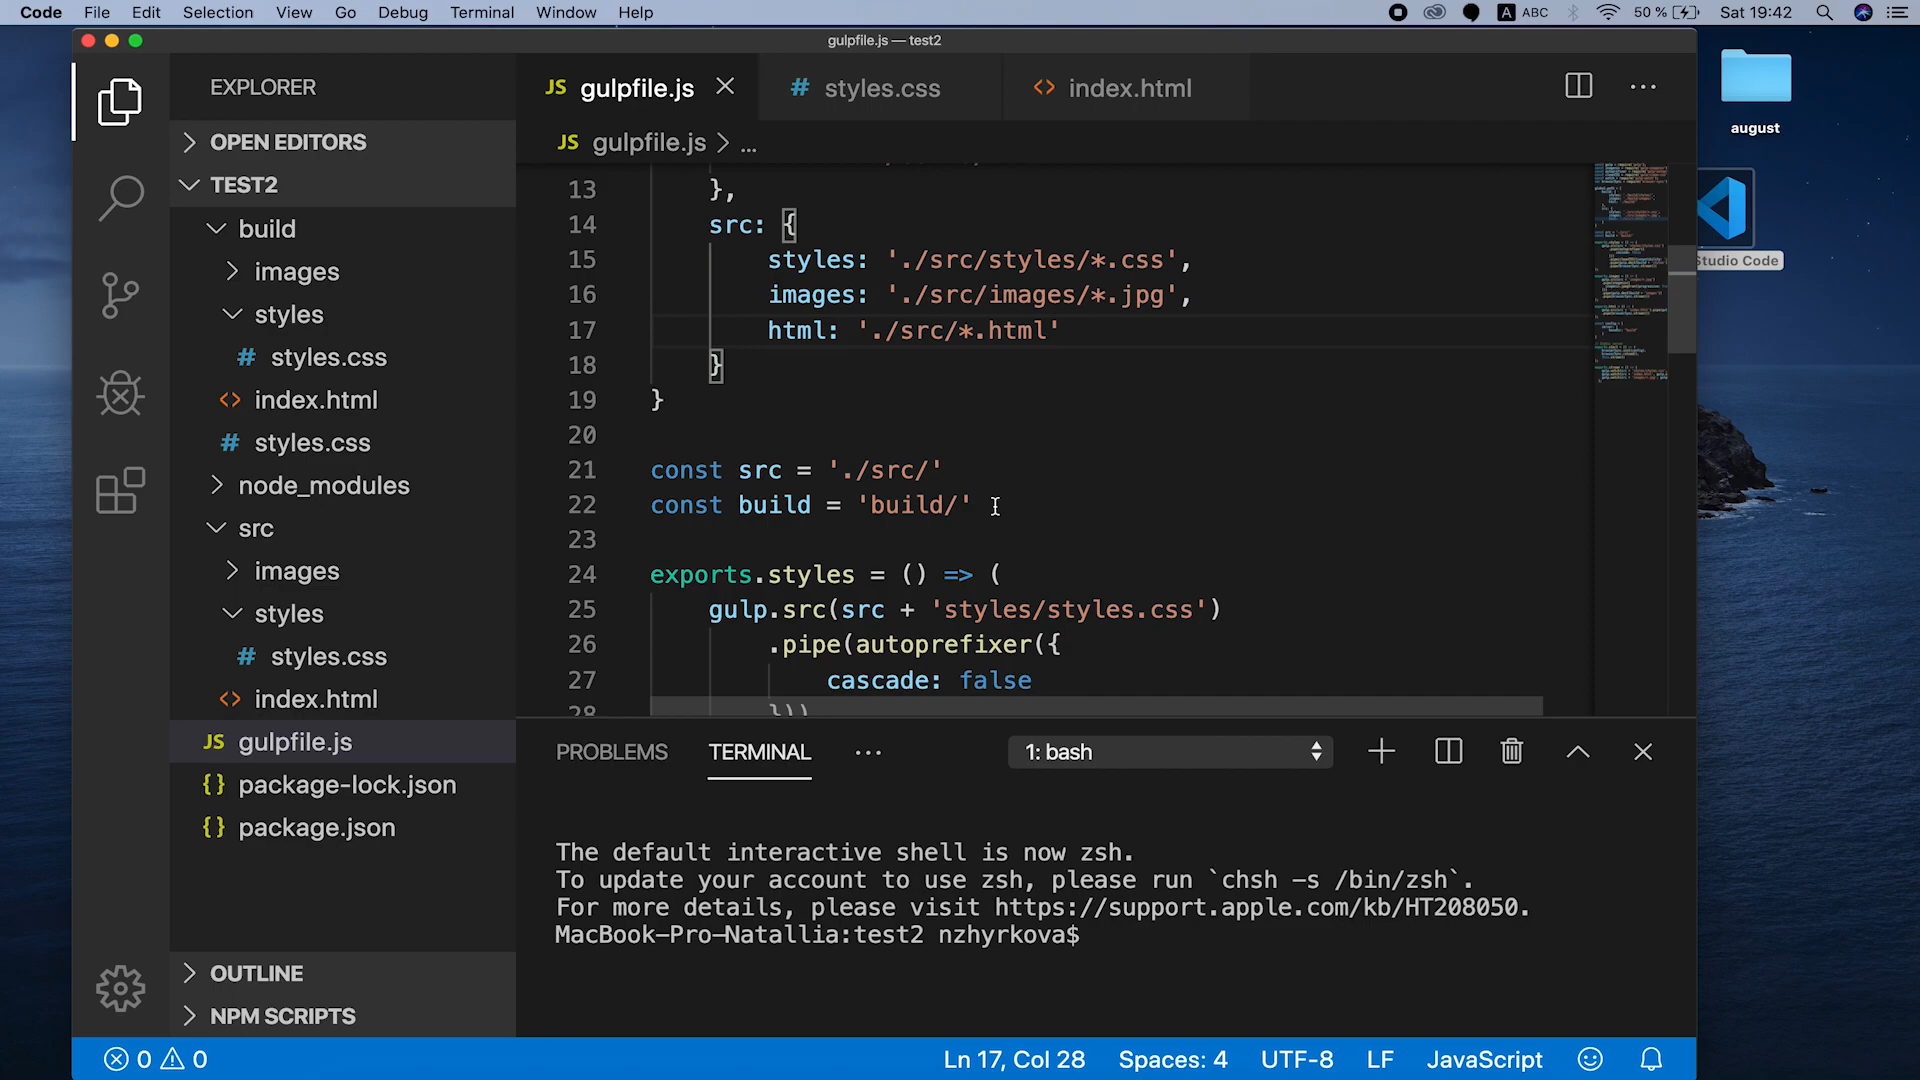 Code File Edit Selection View Go Debug Terminal Window Help A ABC 50 % Sat 19:42
gulpfile.js — test2
EXPLORER
OPEN EDITORS
TEST2
build
images
styles
# styles.css
<> index.html
# styles.css
node_modules
src
images
styles
# styles.css
<> index.html
JS gulpfile.js
{} package-lock.json
{} package.json
OUTLINE
NPM SCRIPTS
JS gulpfile.js # styles.css <> index.html ...
JS gulpfile.js > ...
13 },
14 src: {
15 styles: './src/styles/*.css',
16 images: './src/images/*.jpg',
17 html: './src/*.html'
18 }
19 }
20
21 const src = './src/'
22 const build = 'build/'
23
24 exports.styles = () => (
25 gulp.src(src + 'styles/styles.css')
26 .pipe(autoprefixer({
27 cascade: false
28 }))
PROBLEMS TERMINAL ... 1: bash
The default interactive shell is now zsh.
To update your account to use zsh, please run `chsh -s /bin/zsh`.
For more details, please visit https://support.apple.com/kb/HT208050.
MacBook-Pro-Natallia:test2 nzhyrkova$
0 0 Ln 17, Col 28 Spaces: 4 UTF-8 LF JavaScript
august
Studio Code